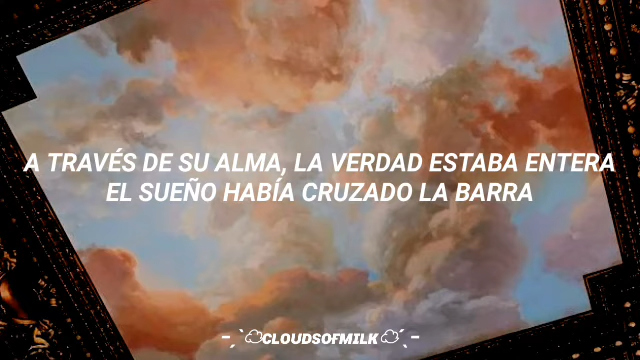 A TRAVÉS DE SU ALMA, LA VERDAD ESTABA ENTERA
EL SUEÑO HABÍA CRUZADO LA BARRA
CLOUDSOFMILK